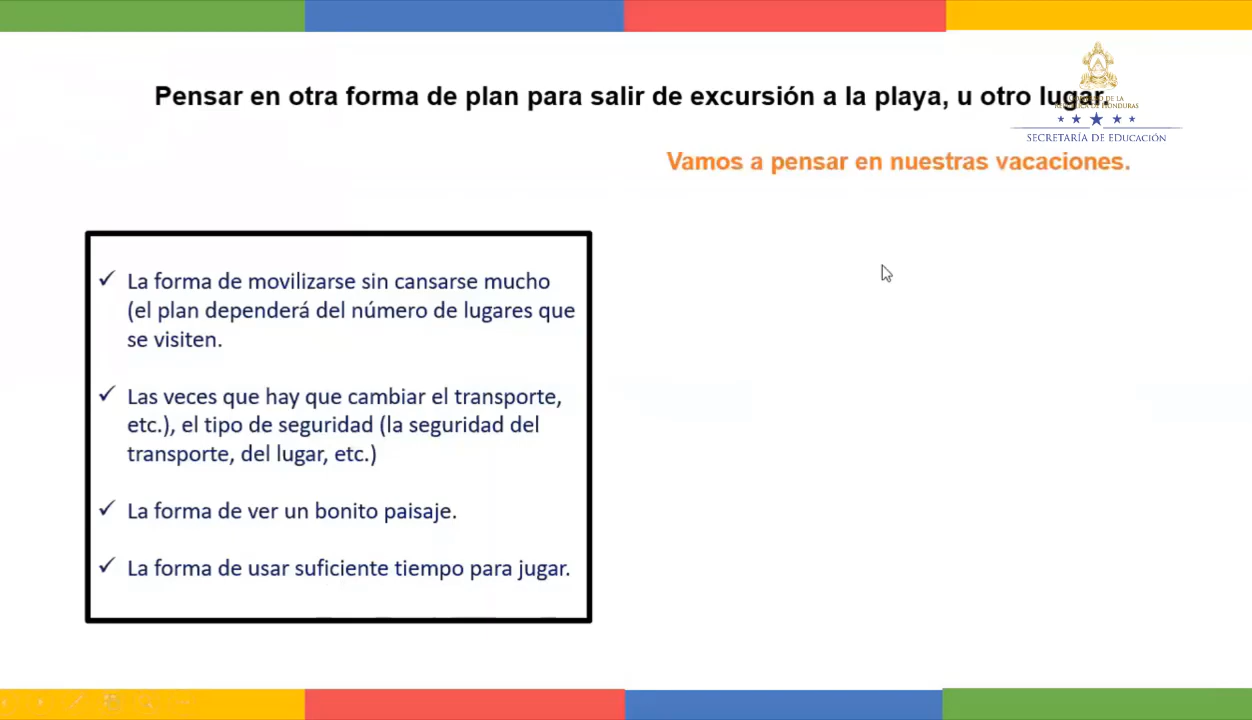 Pensar en otra forma de plan para salir de excursión a la playa, u otro lugar.
REPÚBLICA DE HONDURAS
SECRETARÍA DE EDUCACIÓN
Vamos a pensar en nuestras vacaciones.
✓ La forma de movilizarse sin cansarse mucho
(el plan dependerá del número de lugares que
se visiten.
✓ Las veces que hay que cambiar el transporte,
etc.), el tipo de seguridad (la seguridad del
transporte, del lugar, etc.)
✓ La forma de ver un bonito paisaje.
✓ La forma de usar suficiente tiempo para jugar.